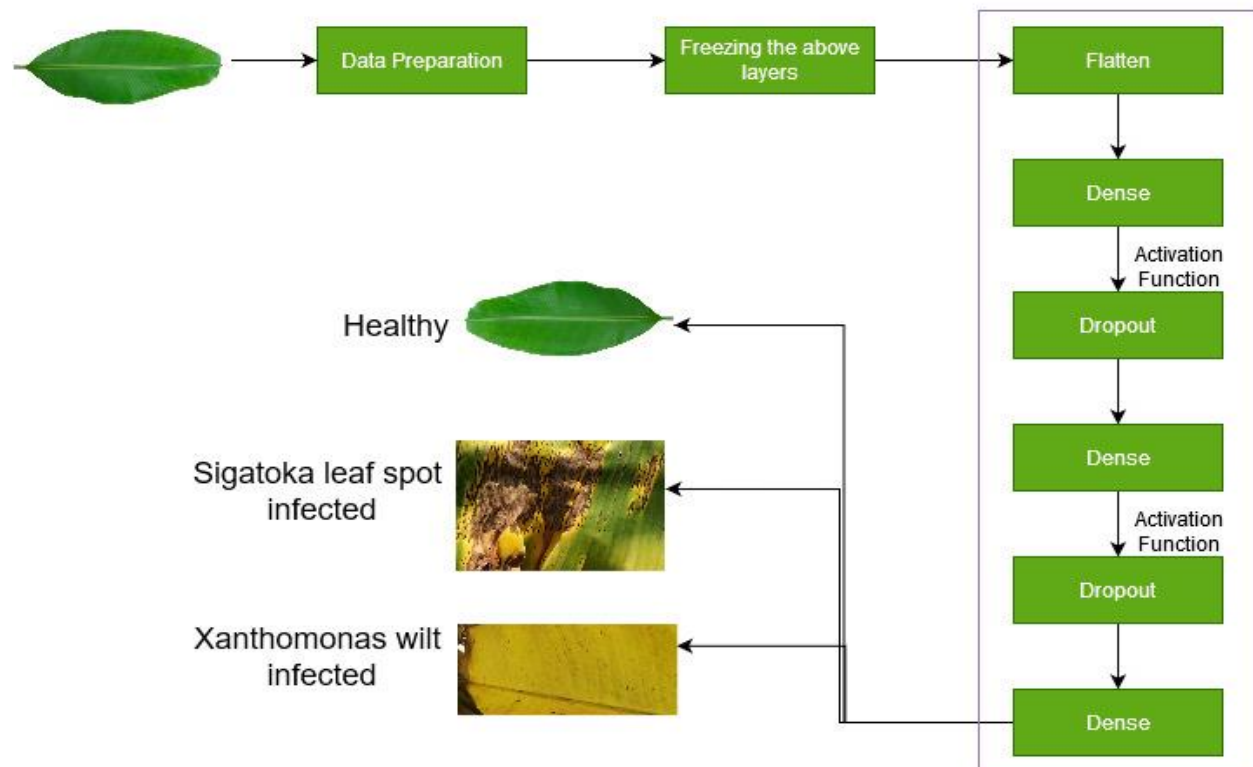 Data Preparation
Freezing the above
layers
Flatten
Dense
Activation
Function
Dropout
Dense
Activation
Function
Dropout
Dense
Healthy
Sigatoka leaf spot
infected
Xanthomonas wilt
infected